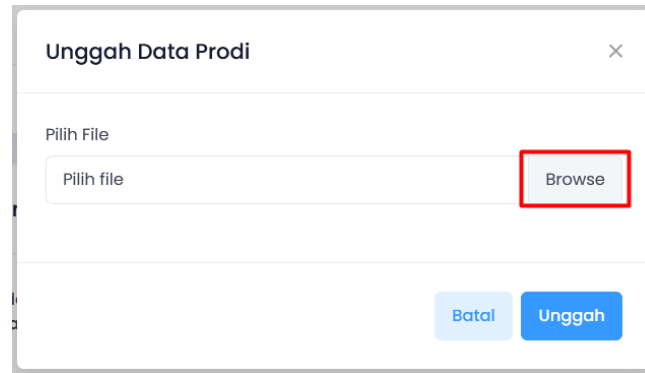 Unggah Data Prodi
Pilih File
Pilih file Browse
Batal Unggah